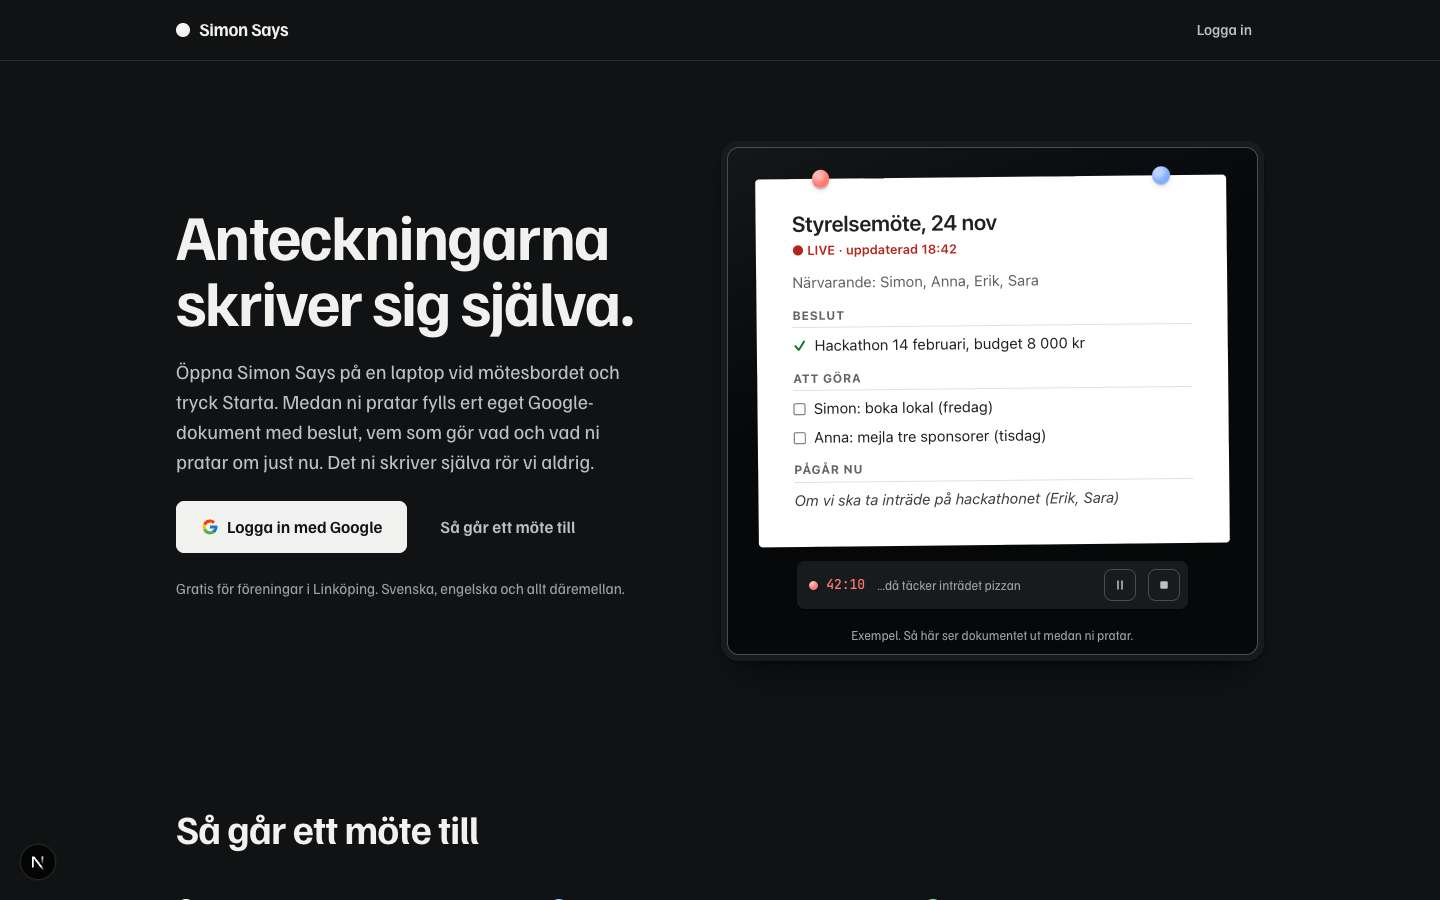 Simon Says
Logga in
Anteckningarna
skriver sig själva.
Öppna Simon Says på en laptop vid mötesbordet och
tryck Starta. Medan ni pratar fylls ert eget Google-
dokument med beslut, vem som gör vad och vad ni
pratar om just nu. Det ni skriver själva rör vi aldrig.
Logga in med Google
Så går ett möte till
Gratis för föreningar i Linköping. Svenska, engelska och allt däremellan.
Styrelsemöte, 24 nov
LIVE · uppdaterad 18:42
Närvarande: Simon, Anna, Erik, Sara
BESLUT
Hackathon 14 februari, budget 8 000 kr
ATT GÖRA
Simon: boka lokal (fredag)
Anna: mejla tre sponsorer (tisdag)
PÅGÅR NU
Om vi ska ta inträde på hackathonet (Erik, Sara)
42:10 …då täcker inträdet pizzan
Exempel. Så här ser dokumentet ut medan ni pratar.
Så går ett möte till
N